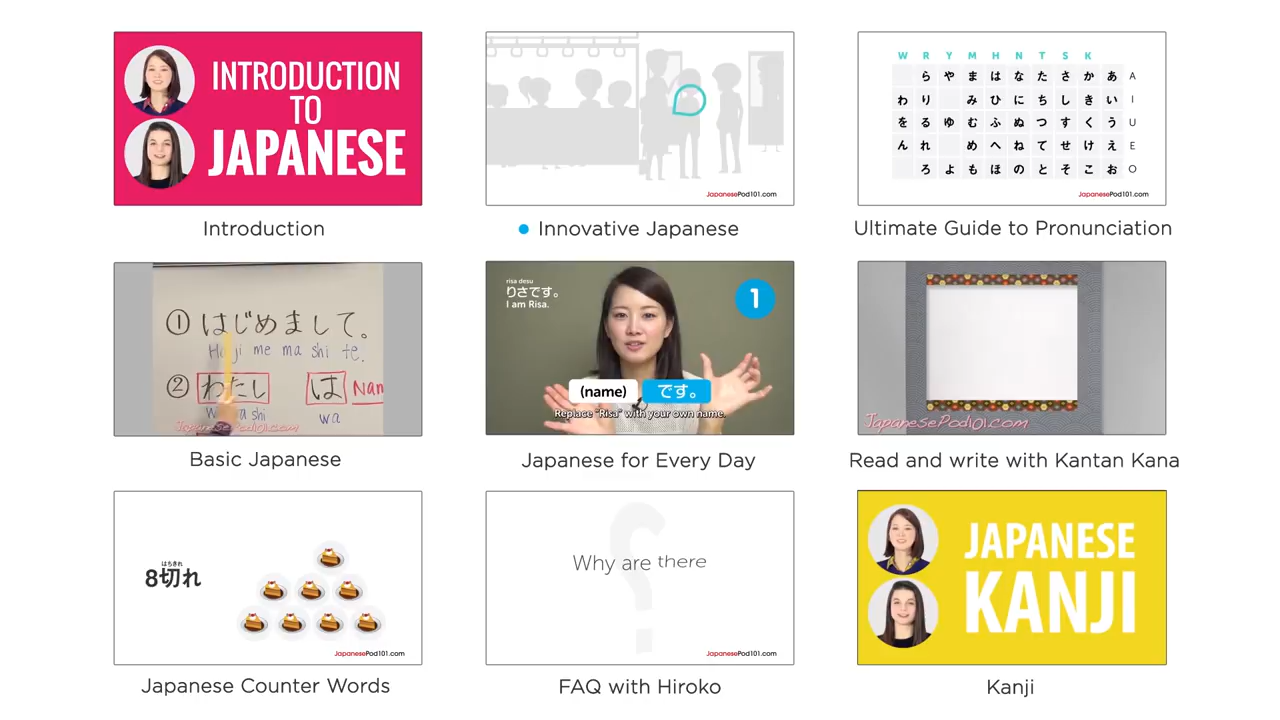 INTRODUCTION
TO
JAPANESE
Introduction
JapanesePod101.com
Innovative Japanese
W R Y M H N T S K
ら や ま は な た さ か あ A
わ り み ひ に ち し き い I
を る ゆ む ふ ぬ つ す く う U
ん れ め へ ね て せ け え E
ろ よ も ほ の と そ こ お O
JapanesePod101.com
Ultimate Guide to Pronunciation
① はじめまして。
ji me ma shi te.
② わたし は Nan
shi wa
JapanesePod101.com
Basic Japanese
risa desu
りさです。
I am Risa.
1
(name) です。
Replace "Risa" with your own name.
Japanese for Every Day
JapanesePod101.com
Read and write with Kantan Kana
はちきれ
8切れ
JapanesePod101.com
Japanese Counter Words
Why are there
?
JapanesePod101.com
FAQ with Hiroko
JAPANESE
KANJI
Kanji